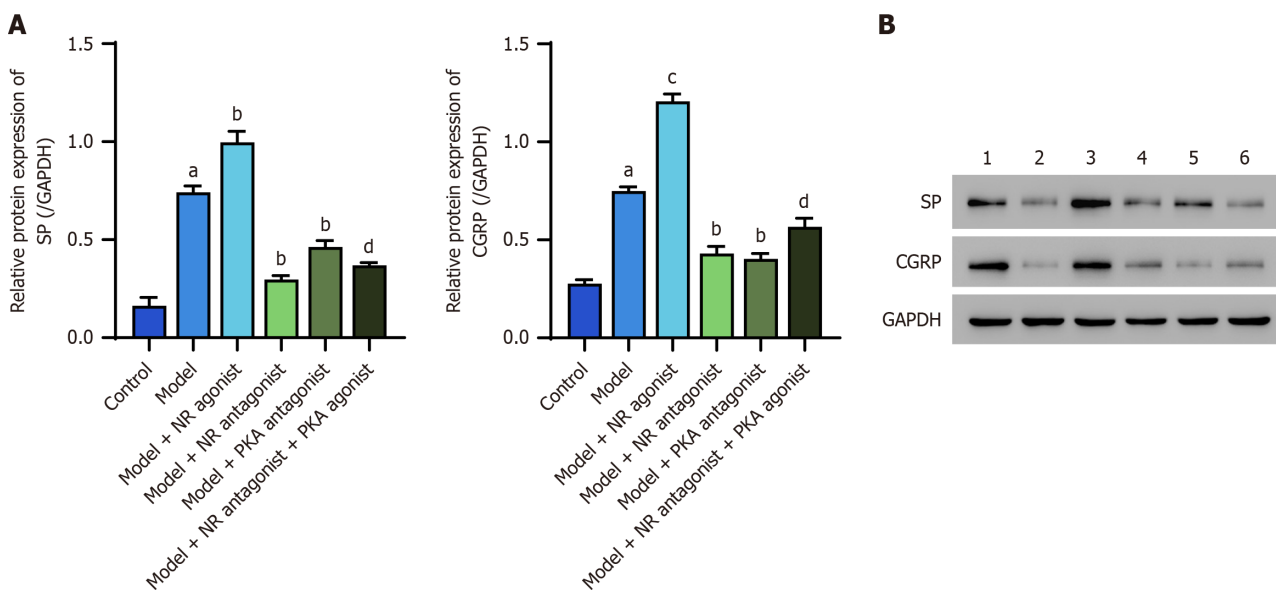 A
Relative protein expression of
SP (/GAPDH)
1.5
1.0
0.5
0.0
a
b
b
b
d
Control
Model
Model + NR agonist
Model + NR antagonist
Model + PKA antagonist
Model + NR antagonist + PKA agonist
Relative protein expression of
CGRP (/GAPDH)
1.5
1.0
0.5
0.0
a
c
b
b
d
Control
Model
Model + NR agonist
Model + NR antagonist
Model + PKA antagonist
Model + NR antagonist + PKA agonist
B
1 2 3 4 5 6
SP
CGRP
GAPDH